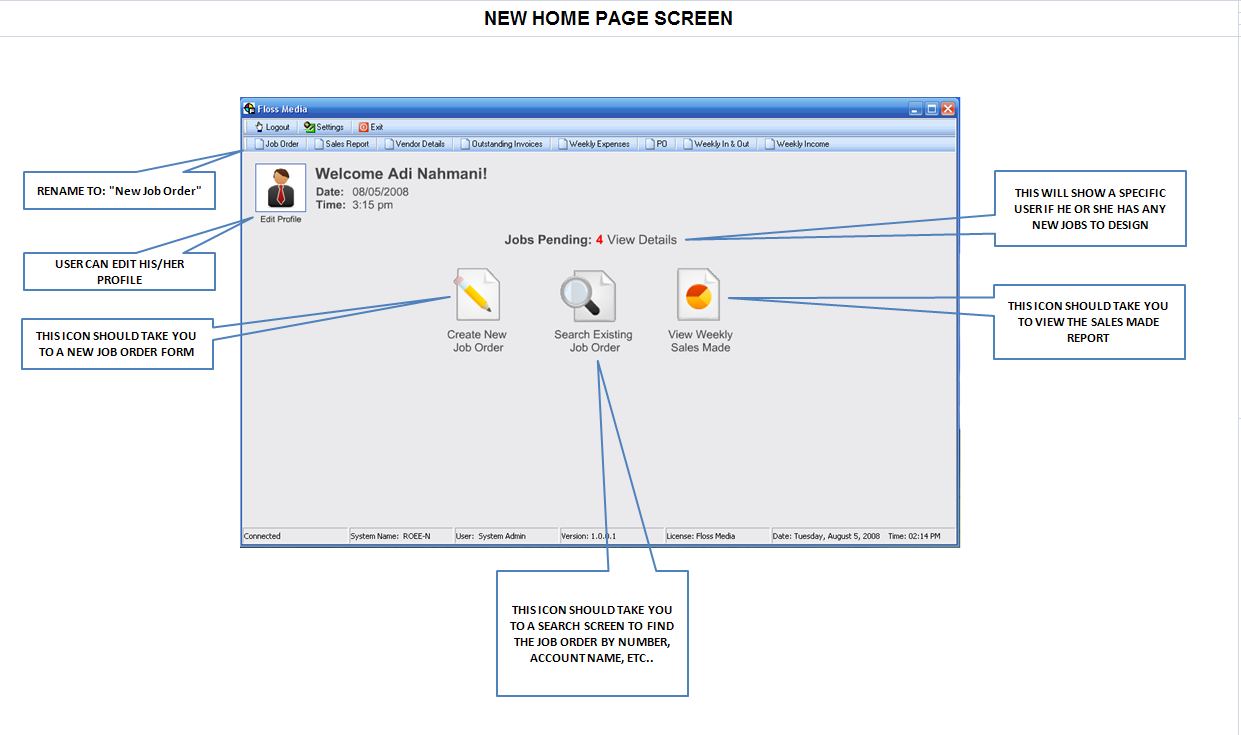 NEW HOME PAGE SCREEN
Floss Media
Logout Settings Exit
Job Order Sales Report Vendor Details Outstanding Invoices Weekly Expenses PO Weekly In & Out Weekly Income
RENAME TO: "New Job Order"
Welcome Adi Nahmani!
Date: 08/05/2008
Time: 3:15 pm
Edit Profile
THIS WILL SHOW A SPECIFIC
USER IF HE OR SHE HAS ANY
NEW JOBS TO DESIGN
Jobs Pending: 4 View Details
USER CAN EDIT HIS/HER
PROFILE
THIS ICON SHOULD TAKE YOU
TO A NEW JOB ORDER FORM
Create New
Job Order
Search Existing
Job Order
View Weekly
Sales Made
THIS ICON SHOULD TAKE YOU
TO VIEW THE SALES MADE
REPORT
Connected System Name: ROEE-N User: System Admin Version: 1.0.0.1 License: Floss Media Date: Tuesday, August 5, 2008 Time: 02:14 PM
THIS ICON SHOULD TAKE YOU
TO A SEARCH SCREEN TO FIND
THE JOB ORDER BY NUMBER,
ACCOUNT NAME, ETC..